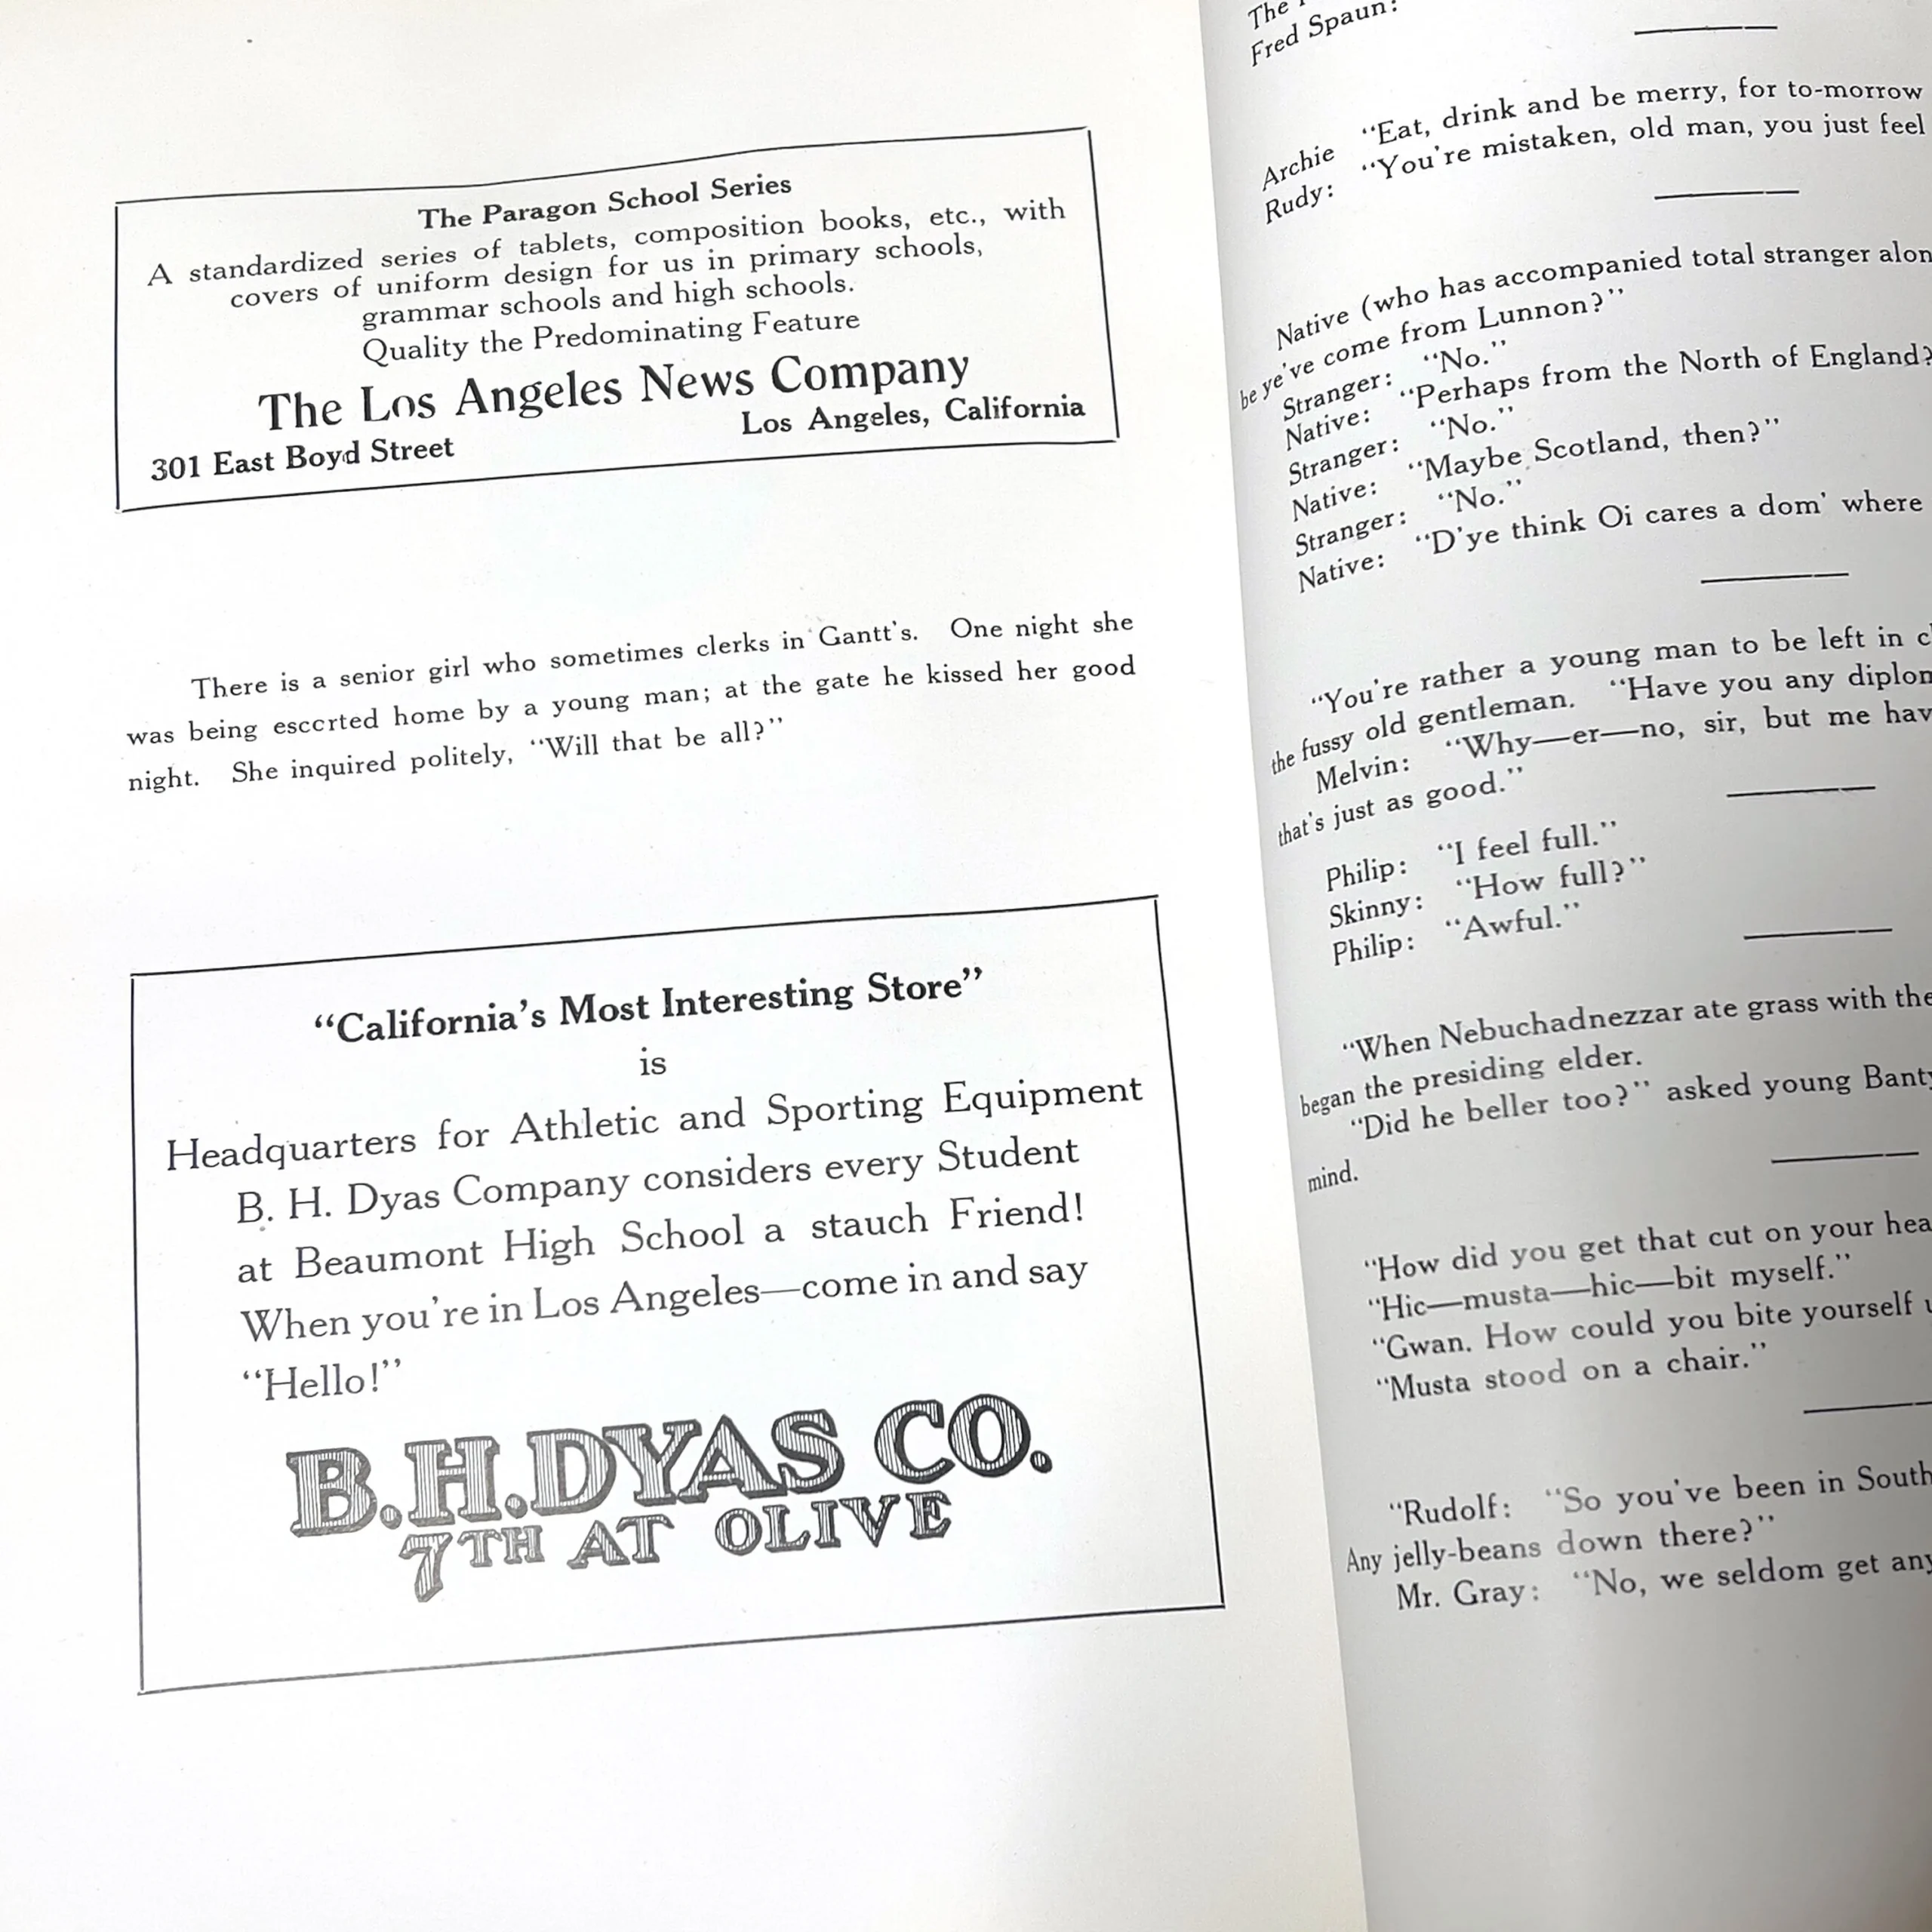 The Paragon School Series
A standardized series of tablets, composition books, etc., with
covers of uniform design for us in primary schools,
grammar schools and high schools.
Quality the Predominating Feature
The Los Angeles News Company
301 East Boyd Street Los Angeles, California
There is a senior girl who sometimes clerks in Gantt's. One night she
was being esccrted home by a young man; at the gate he kissed her good
night. She inquired politely, "Will that be all?"
"California's Most Interesting Store"
is
Headquarters for Athletic and Sporting Equipment
B. H. Dyas Company considers every Student
at Beaumont High School a stauch Friend!
When you're in Los Angeles—come in and say
"Hello!"
B.H.DYAS CO.
7TH AT OLIVE
The
Fred Spaun:
Archie "Eat, drink and be merry, for to-morrow
Rudy: "You're mistaken, old man, you just feel
Native (who has accompanied total stranger
be ye've come from Lunnon?"
Stranger: "No."
Native: "Perhaps from the North of England?
Stranger: "No."
Native: "Maybe Scotland, then?"
Stranger: "No."
Native: "D'ye think Oi cares a dom' where
"You're rather a young man to be left in
the fussy old gentleman. "Have you any
Melvin: "Why—er—no, sir, but me
that's just as good."
Philip: "I feel full."
Skinny: "How full?"
Philip: "Awful."
"When Nebuchadnezzar ate grass with the
began the presiding elder.
"Did he beller too?" asked young Banty
mind.
"How did you get that cut on your
"Hic—musta—hic—bit myself."
"Gwan. How could you bite yourself
"Musta stood on a chair."
"Rudolf: "So you've been in South
Any jelly-beans down there?"
Mr. Gray: "No, we seldom get any